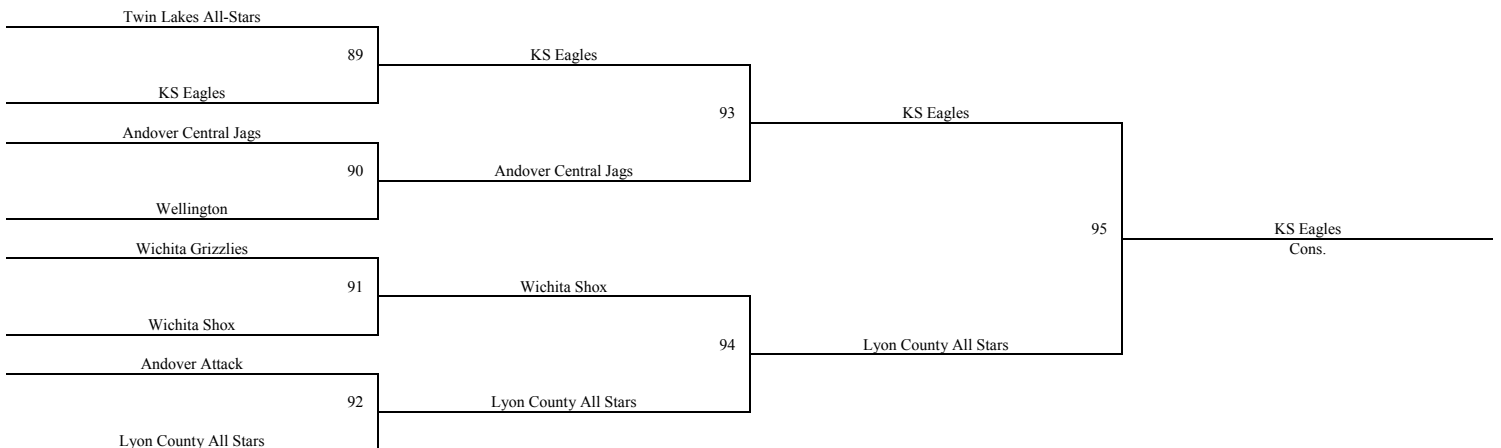 Twin Lakes All-Stars
89
KS Eagles
KS Eagles
93
Andover Central Jags
KS Eagles
90
Andover Central Jags
Wellington
95
KS Eagles
Wichita Grizzlies
Cons.
91
Wichita Shox
Wichita Shox
94
Lyon County All Stars
Andover Attack
92
Lyon County All Stars
Lyon County All Stars